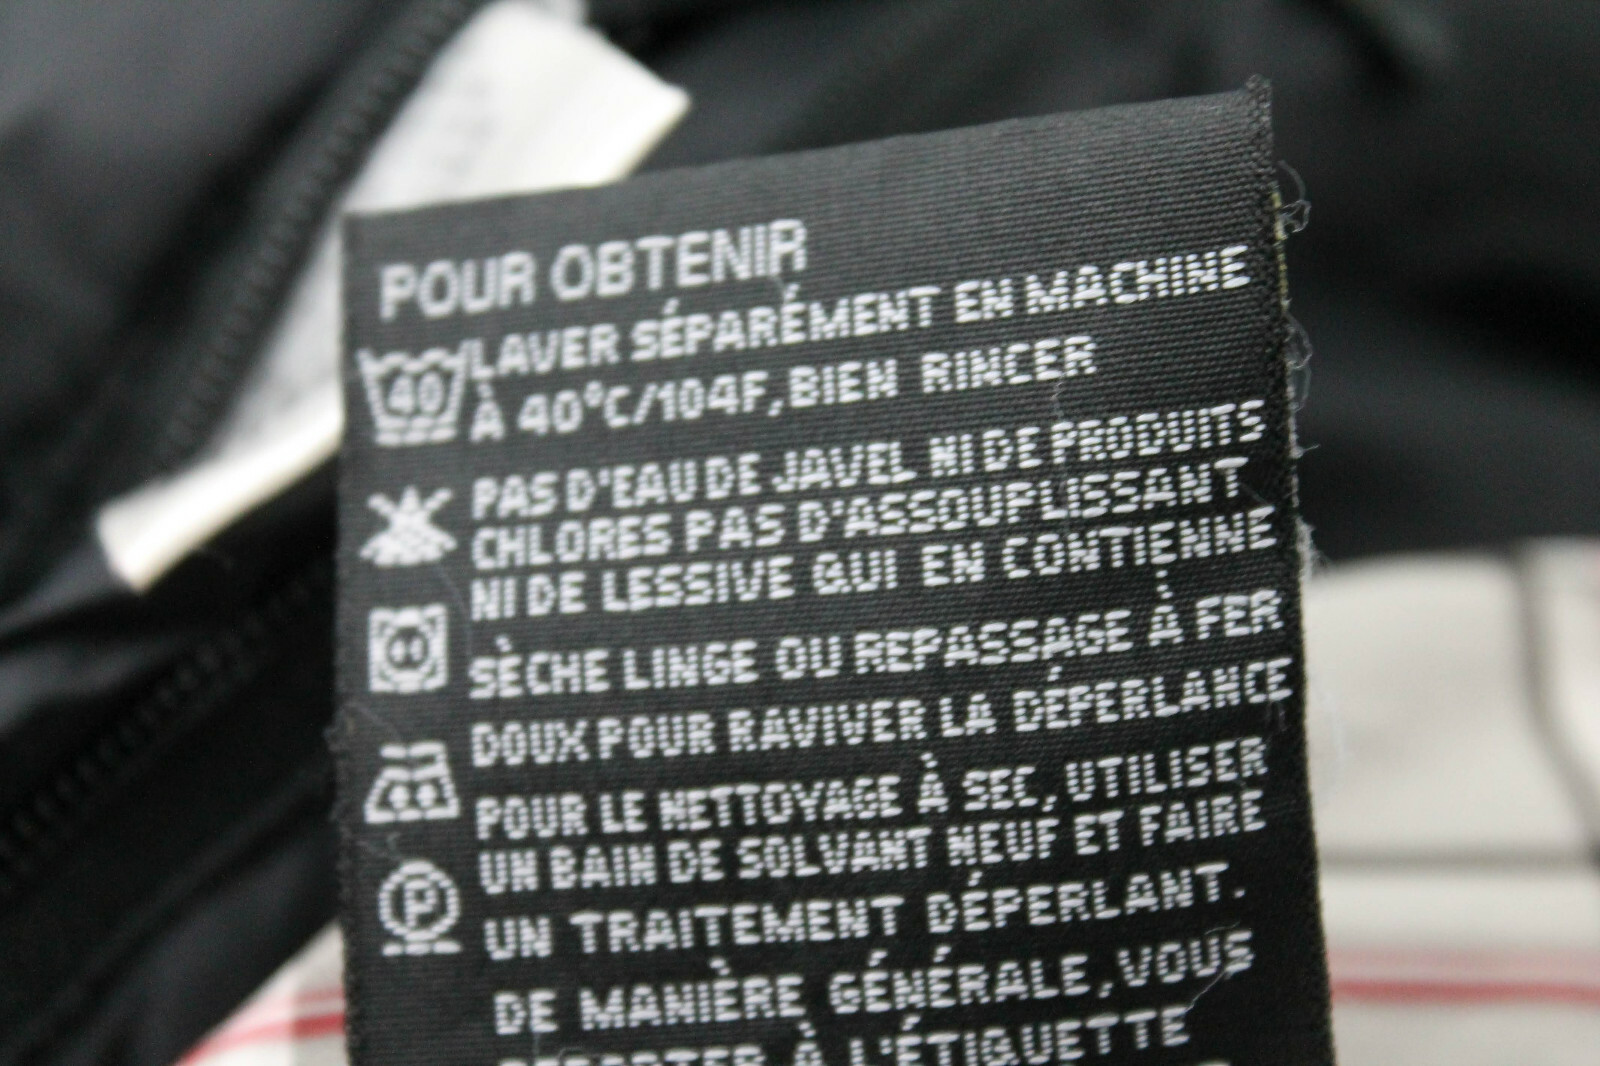 POUR OBTENIR
LAVER SÉPARÉMENT EN MACHINE
40 À 40°C/104F, BIEN RINCER
PAS D'EAU DE JAVEL NI DE PRODUITS
CHLORES PAS D'ASSOUPLISSANT
NI DE LESSIVE QUI EN CONTIENNE
SÈCHE LINGE OU REPASSAGE À FER
DOUX POUR RAVIVER LA DÉPERLANCE
POUR LE NETTOYAGE À SEC, UTILISER
UN BAIN DE SOLVANT NEUF ET FAIRE
P UN TRAITEMENT DÉPERLANT.
DE MANIÈRE GÉNÉRALE, VOUS
À L'ÉTIQUETTE